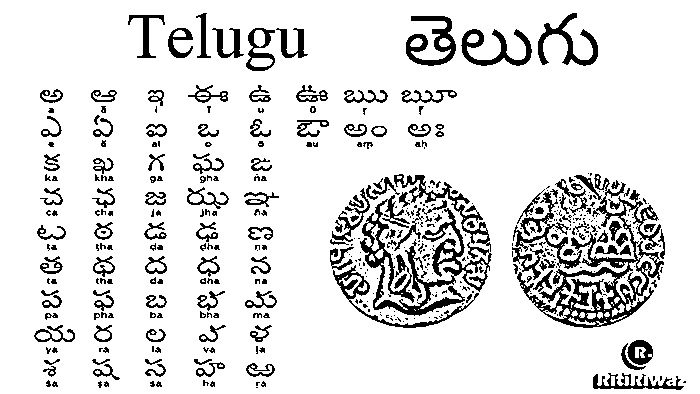 Telugu తెలుగు
అ ఆ ఇ ఈ ఉ ఊ ఋ ౠ
a ā i ī u ū ṛ ṝ
ఎ ఏ ఐ ఒ ఓ ఔ అం అః
e ē ai o ō au aṃ aḥ
క ఖ గ ఘ ఙ
ka kha ga gha ṅa
చ ఛ జ ఝ ఞ
ca cha ja jha ña
ట ఠ డ ఢ ణ
ṭa ṭha ḍa ḍha ṇa
త థ ద ధ న
ta tha da dha na
ప ఫ బ భ మ
pa pha ba bha ma
య ర ల వ ళ
ya ra la va ḷa
శ ష స హ ఱ
śa ṣa sa ha ṟa
R.
RitiRiwaz